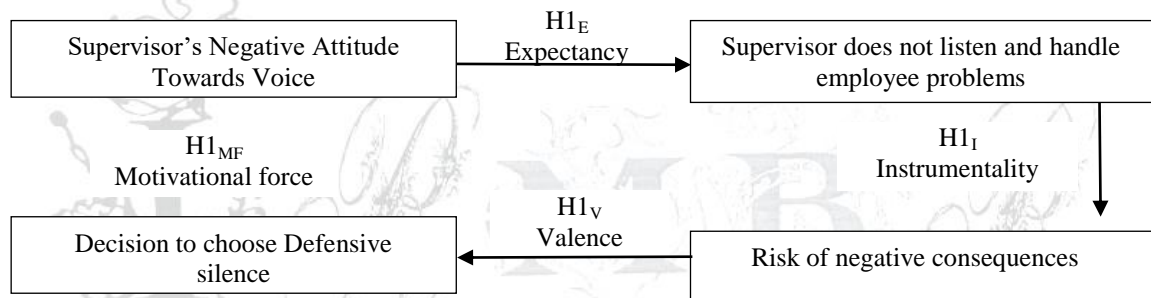 H1E
Expectancy
Supervisor's Negative Attitude
Towards Voice
Supervisor does not listen and handle
employee problems
H1MF
Motivational force
H1I
Instrumentality
H1V
Valence
Decision to choose Defensive
silence
Risk of negative consequences